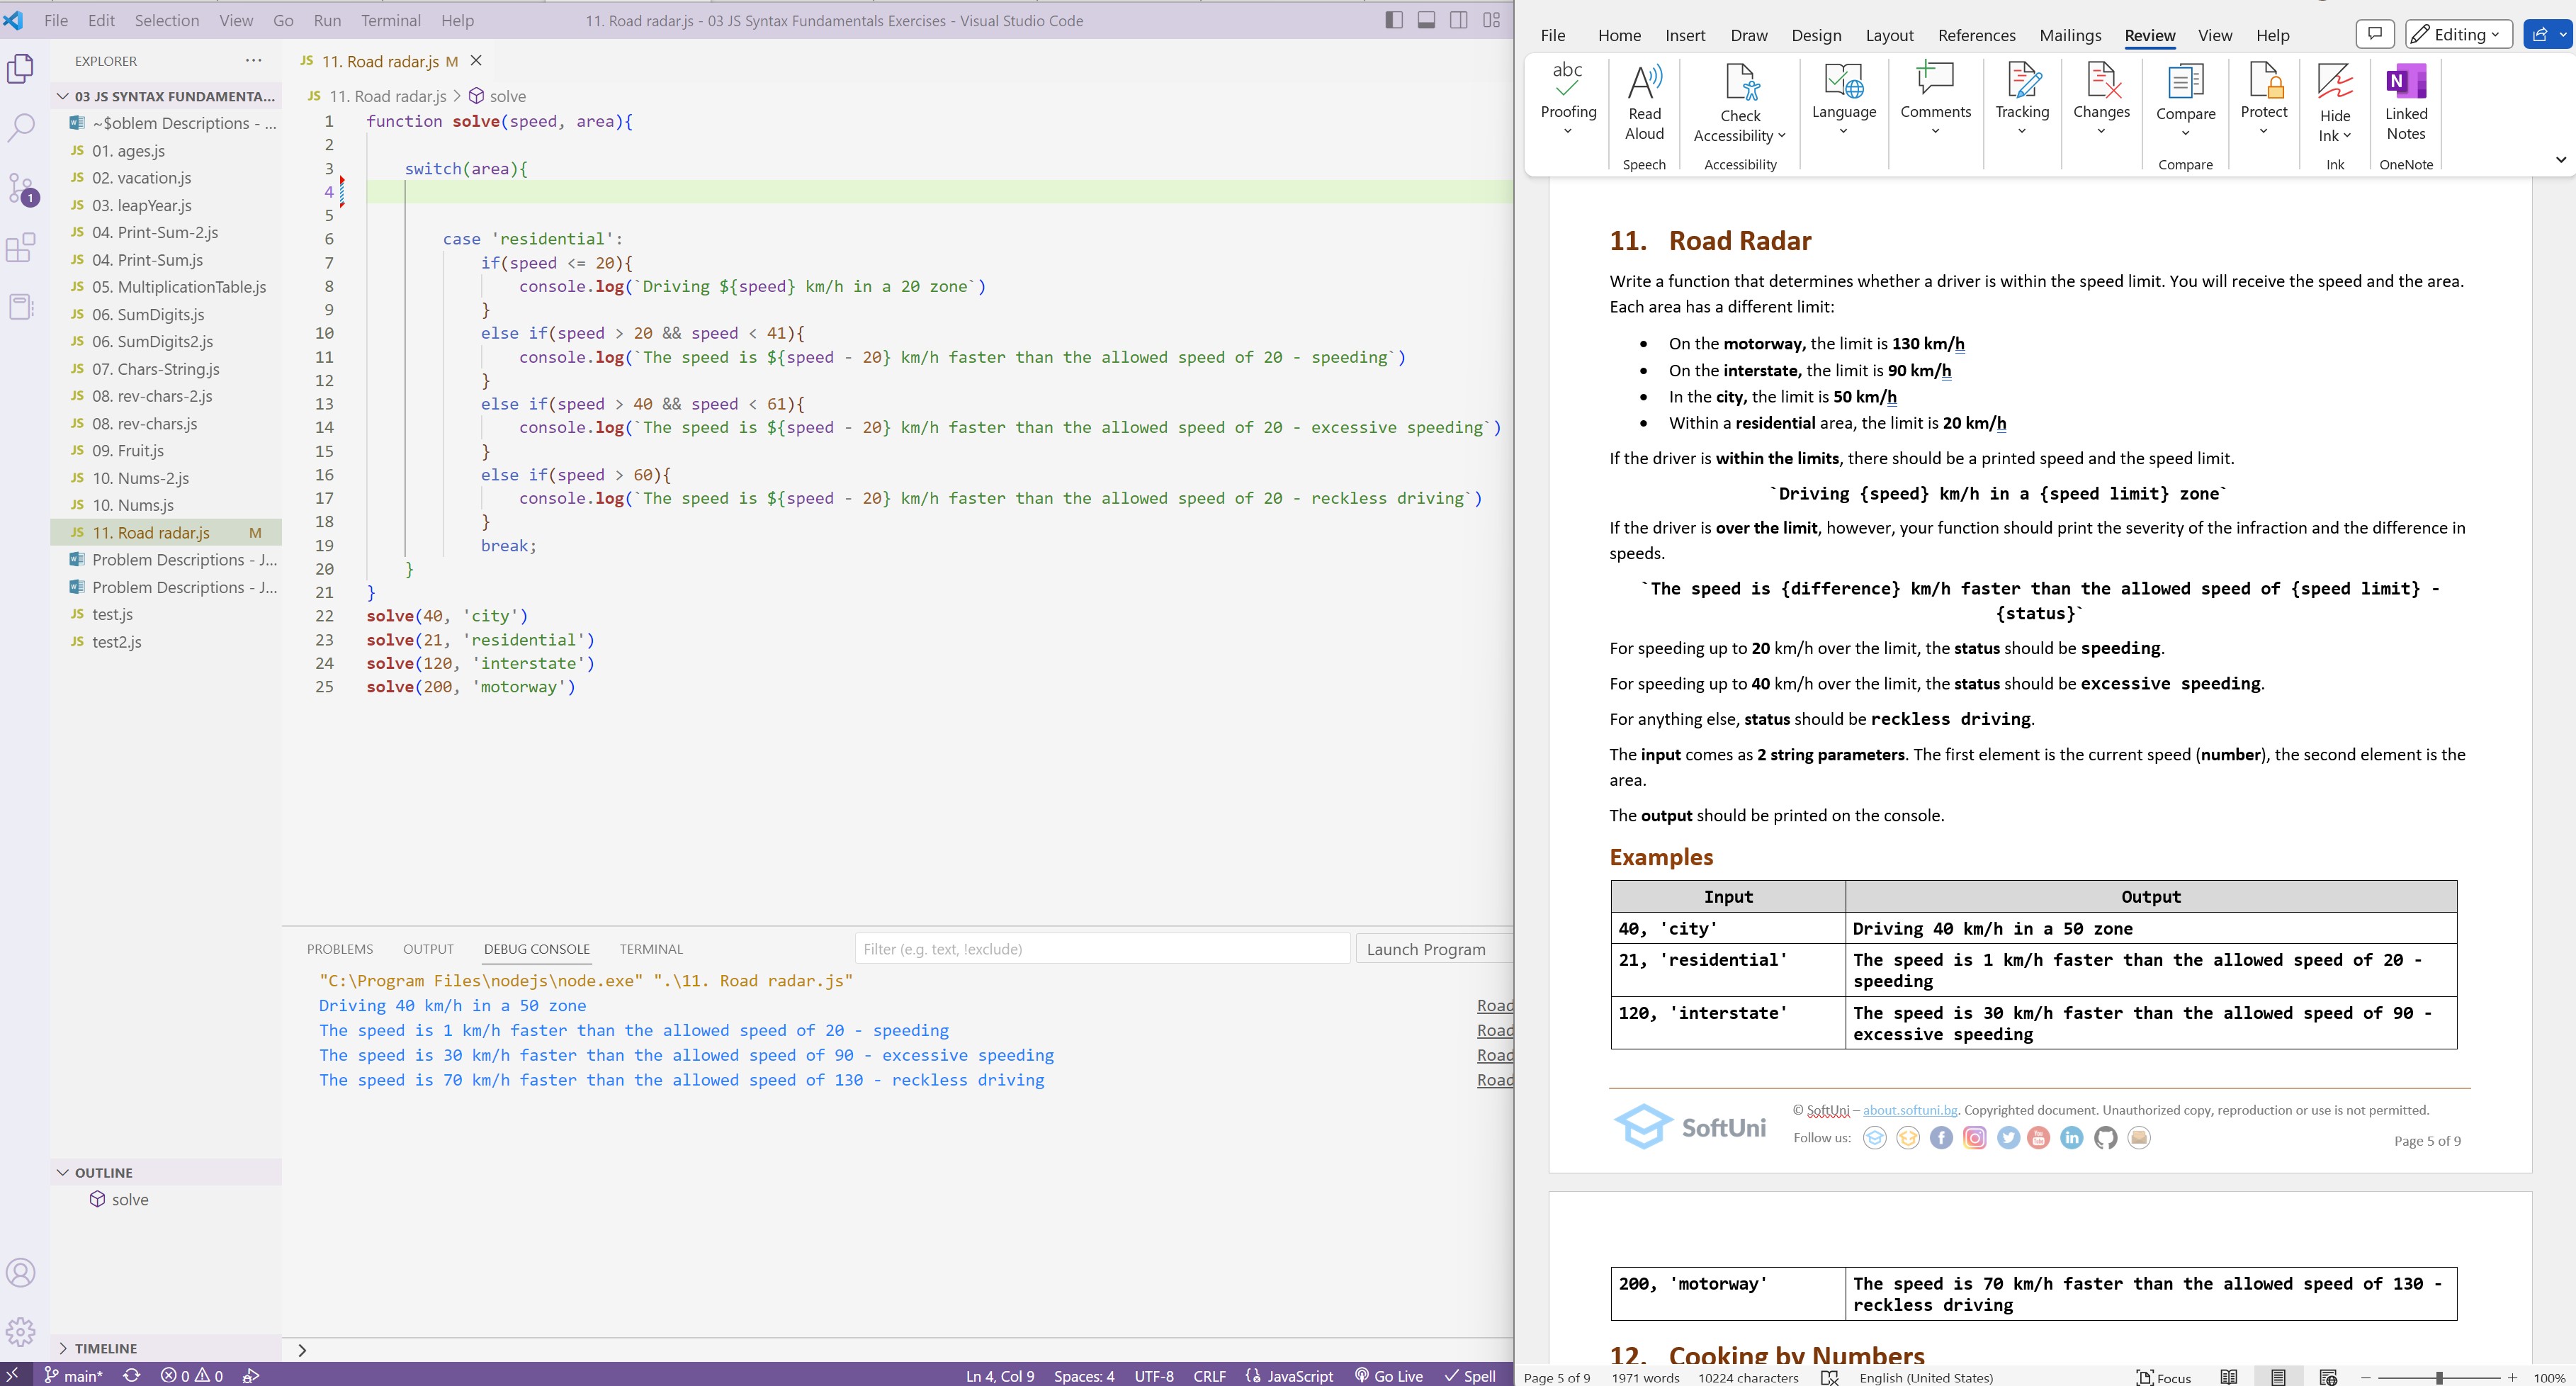 File Edit Selection View Go Run Terminal Help
11. Road radar.js - 03 JS Syntax Fundamentals Exercises - Visual Studio Code
EXPLORER ···
03 JS SYNTAX FUNDAMENTA...
~$oblem Descriptions - ...
JS 01. ages.js
JS 02. vacation.js
JS 03. leapYear.js
JS 04. Print-Sum-2.js
JS 04. Print-Sum.js
JS 05. MultiplicationTable.js
JS 06. SumDigits.js
JS 06. SumDigits2.js
JS 07. Chars-String.js
JS 08. rev-chars-2.js
JS 08. rev-chars.js
JS 09. Fruit.js
JS 10. Nums-2.js
JS 10. Nums.js
JS 11. Road radar.js M
Problem Descriptions - J...
Problem Descriptions - J...
JS test.js
JS test2.js
OUTLINE
solve
TIMELINE
1
JS 11. Road radar.js M
JS 11. Road radar.js > solve
1 function solve(speed, area){
2
3 switch(area){
4
5
6 case 'residential':
7 if(speed <= 20){
8 console.log(`Driving ${speed} km/h in a 20 zone`)
9 }
10 else if(speed > 20 && speed < 41){
11 console.log(`The speed is ${speed - 20} km/h faster than the allowed speed of 20 - speeding`)
12 }
13 else if(speed > 40 && speed < 61){
14 console.log(`The speed is ${speed - 20} km/h faster than the allowed speed of 20 - excessive speeding`)
15 }
16 else if(speed > 60){
17 console.log(`The speed is ${speed - 20} km/h faster than the allowed speed of 20 - reckless driving`)
18 }
19 break;
20 }
21 }
22 solve(40, 'city')
23 solve(21, 'residential')
24 solve(120, 'interstate')
25 solve(200, 'motorway')
PROBLEMS OUTPUT DEBUG CONSOLE TERMINAL Filter (e.g. text, !exclude) Launch Program
"C:\Program Files\nodejs\node.exe" ".\11. Road radar.js"
Driving 40 km/h in a 50 zone Road
The speed is 1 km/h faster than the allowed speed of 20 - speeding Road
The speed is 30 km/h faster than the allowed speed of 90 - excessive speeding Road
The speed is 70 km/h faster than the allowed speed of 130 - reckless driving Road
main* 0 0 Ln 4, Col 9 Spaces: 4 UTF-8 CRLF JavaScript Go Live Spell
File Home Insert Draw Design Layout References Mailings Review View Help Editing
abc
Proofing
Read Aloud
Speech
Check Accessibility
Accessibility
Language
Comments
Tracking
Changes
Compare
Compare
Protect
Hide Ink
Ink
N
Linked Notes
OneNote
11. Road Radar
Write a function that determines whether a driver is within the speed limit. You will receive the speed and the area.
Each area has a different limit:
• On the motorway, the limit is 130 km/h
• On the interstate, the limit is 90 km/h
• In the city, the limit is 50 km/h
• Within a residential area, the limit is 20 km/h
If the driver is within the limits, there should be a printed speed and the speed limit.
`Driving {speed} km/h in a {speed limit} zone`
If the driver is over the limit, however, your function should print the severity of the infraction and the difference in
speeds.
`The speed is {difference} km/h faster than the allowed speed of {speed limit} -
{status}`
For speeding up to 20 km/h over the limit, the status should be speeding.
For speeding up to 40 km/h over the limit, the status should be excessive speeding.
For anything else, status should be reckless driving.
The input comes as 2 string parameters. The first element is the current speed (number), the second element is the
area.
The output should be printed on the console.
Examples
Input Output
40, 'city' Driving 40 km/h in a 50 zone
21, 'residential' The speed is 1 km/h faster than the allowed speed of 20 -
speeding
120, 'interstate' The speed is 30 km/h faster than the allowed speed of 90 -
excessive speeding
SoftUni
© SoftUni – about.softuni.bg. Copyrighted document. Unauthorized copy, reproduction or use is not permitted.
Follow us:
Page 5 of 9
200, 'motorway' The speed is 70 km/h faster than the allowed speed of 130 -
reckless driving
12. Cooking by Numbers
Page 5 of 9 1971 words 10224 characters English (United States) Focus 100%